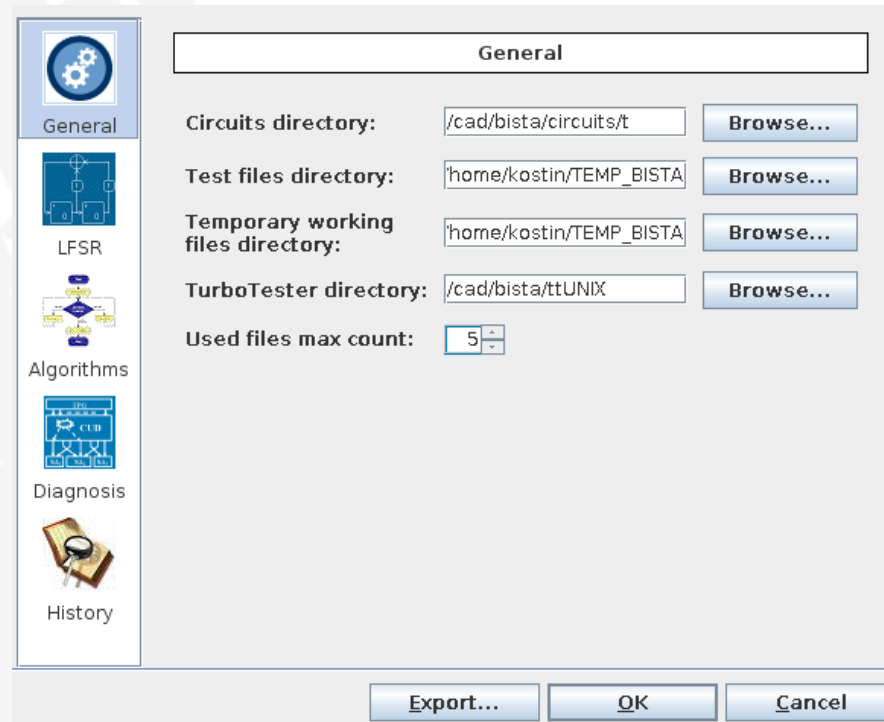 General
General
Circuits directory:
/cad/bista/circuits/t
Browse...
Test files directory:
'home/kostin/TEMP_BISTA
Browse...
Temporary working
files directory:
'home/kostin/TEMP_BISTA
Browse...
TurboTester directory:
/cad/bista/ttUNIX
Browse...
Used files max count:
5
LFSR
Algorithms
TPG
CUD
Diagnosis
History
Export...
OK
Cancel